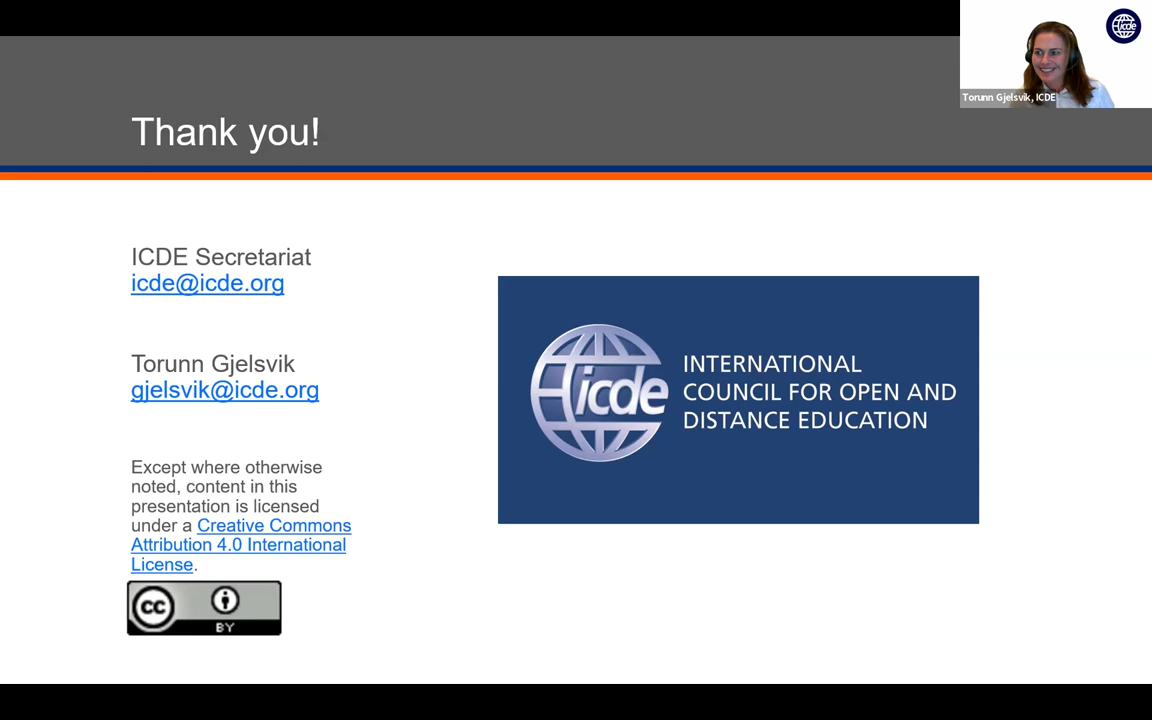 icde
Torunn Gjelsvik, ICDE
Thank you!
ICDE Secretariat
icde@icde.org
Torunn Gjelsvik
gjelsvik@icde.org
Except where otherwise
noted, content in this
presentation is licensed
under a Creative Commons
Attribution 4.0 International
License.
cc
BY
icde
INTERNATIONAL
COUNCIL FOR OPEN AND
DISTANCE EDUCATION